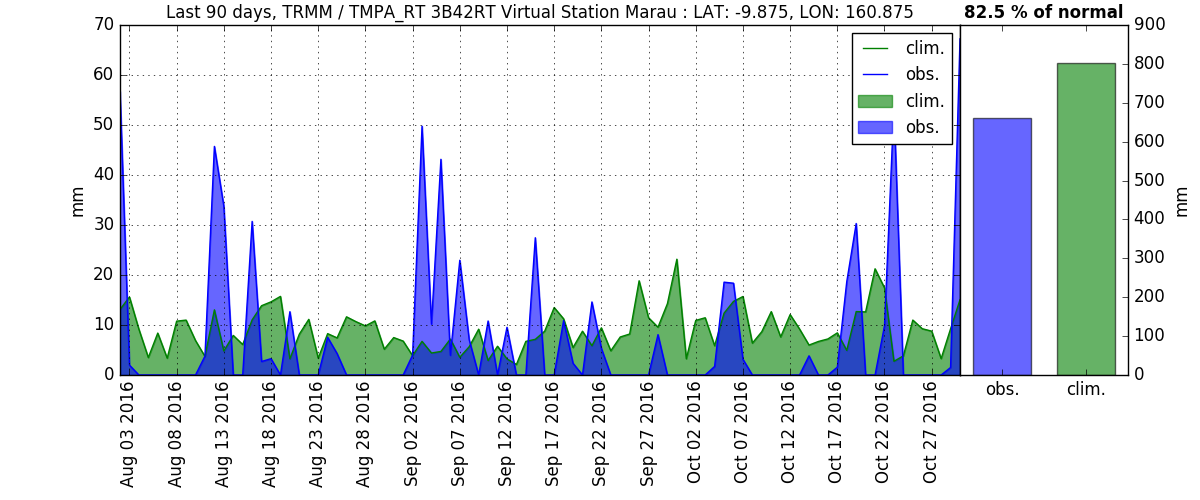 Last 90 days, TRMM / TMPA_RT 3B42RT Virtual Station Marau : LAT: -9.875, LON: 160.875
82.5 % of normal
70
60
50
40
30
20
10
0
mm
clim.
obs.
clim.
obs.
900
800
700
600
500
400
300
200
100
0
mm
obs.
clim.
Aug 03 2016
Aug 08 2016
Aug 13 2016
Aug 18 2016
Aug 23 2016
Aug 28 2016
Sep 02 2016
Sep 07 2016
Sep 12 2016
Sep 17 2016
Sep 22 2016
Sep 27 2016
Oct 02 2016
Oct 07 2016
Oct 12 2016
Oct 17 2016
Oct 22 2016
Oct 27 2016